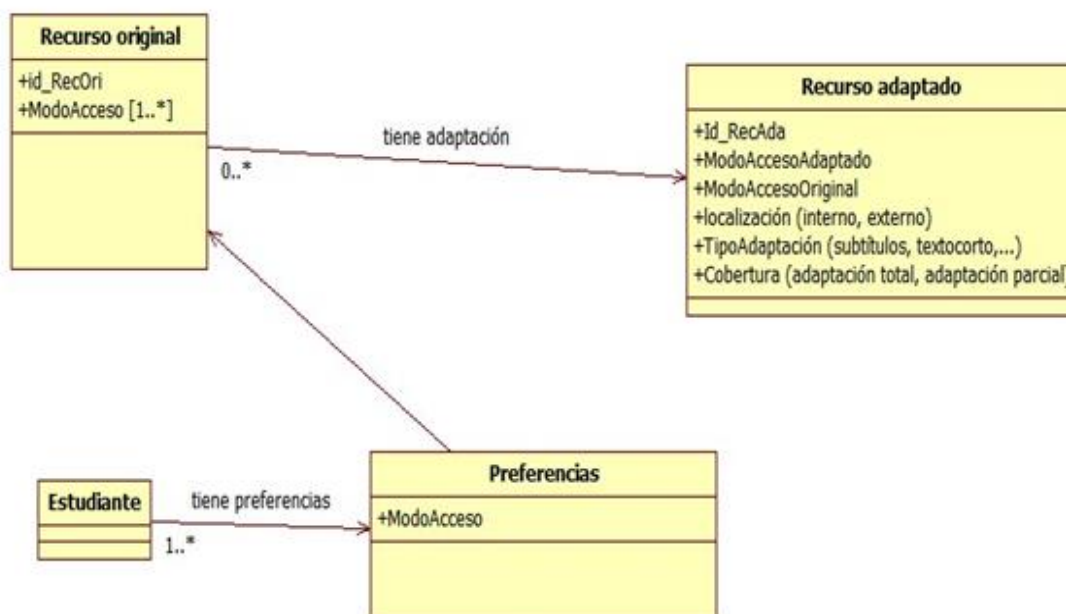 Recurso original
+id_RecOri
+ModoAcceso [1..*]
tiene adaptación
0..*
Recurso adaptado
+Id_RecAda
+ModoAccesoAdaptado
+ModoAccesoOriginal
+localización (interno, externo)
+TipoAdaptación (subtítulos, textocorto,...)
+Cobertura (adaptación total, adaptación parcial)
Estudiante
tiene preferencias
1..*
Preferencias
+ModoAcceso